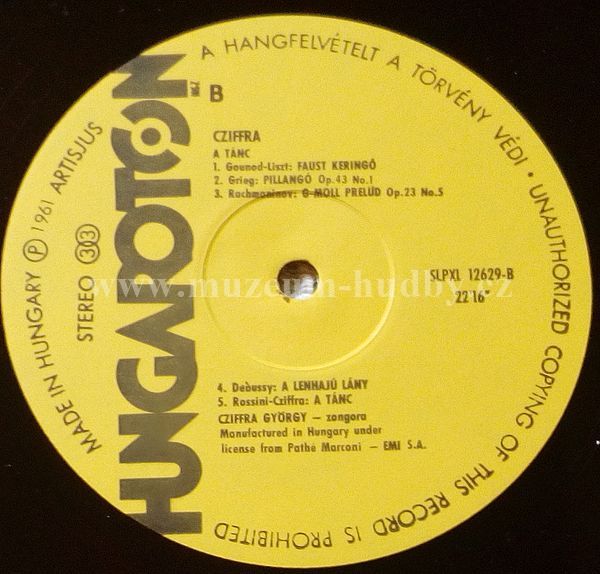 A HANGFELVÉTELT A TÖRVÉNY VÉDI • UNAUTHORIZED COPYING OF THIS RECORD IS PROHIBITED
MADE IN HUNGARY Ⓟ 1961 ARTISJUS
STEREO 33
HUNGAROTON
B
CZIFFRA
A TÁNC
1. Gounod-Liszt: FAUST KERINGŐ
2. Grieg: PILLANGÓ Op.43 No.1
3. Rachmaninov: G-MOLL PRELÜD Op.23 No.5
SLPXL 12629-B
22'16"
www.muzeum-hudby.cz
4. Debussy: A LENHAJÚ LÁNY
5. Rossini-Cziffra: A TÁNC
CZIFFRA GYÖRGY – zongora
Manufactured in Hungary under
license from Pathé Marconi – EMI S.A.